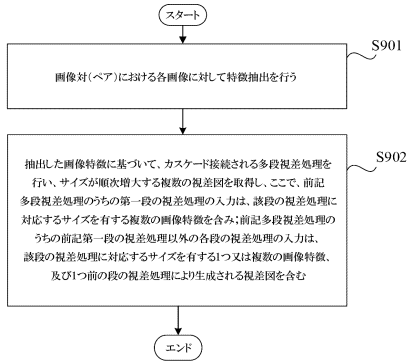 スタート
S901
画像対(ペア)における各画像に対して特徴抽出を行う
S902
抽出した画像特徴に基づいて、カスケード接続される多段視差処理を
行い、サイズが順次増大する複数の視差図を取得し、ここで、前記
多段視差処理のうちの第一段の視差処理の入力は、該段の視差処理に
対応するサイズを有する複数の画像特徴を含み;前記多段視差処理の
うちの前記第一段の視差処理以外の各段の視差処理の入力は、
該段の視差処理に対応するサイズを有する1つ又は複数の画像特徴、
及び1つ前の段の視差処理により生成される視差図を含む
エンド